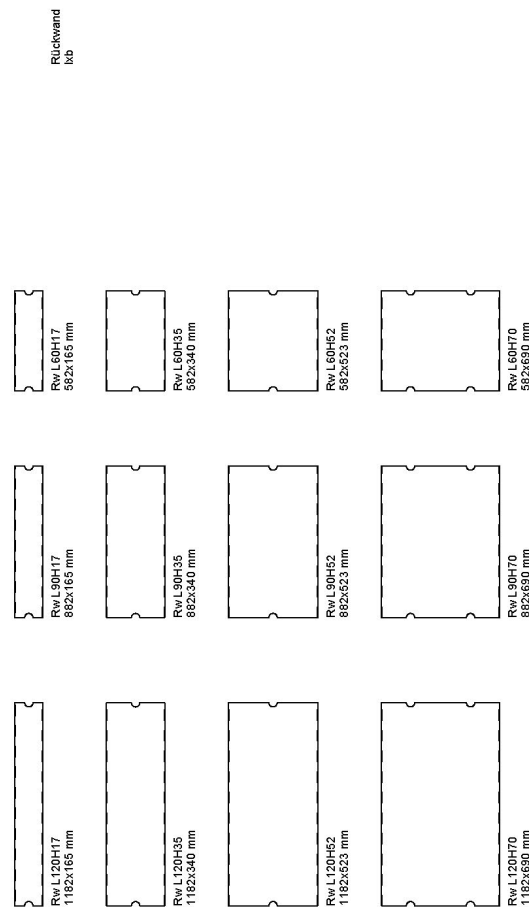 Rückwand
lxb
Rw L120H17
1182x165 mm
Rw L90H17
882x165 mm
Rw L60H17
582x165 mm
Rw L120H35
1182x340 mm
Rw L90H35
882x340 mm
Rw L60H35
582x340 mm
Rw L120H52
1182x523 mm
Rw L90H52
882x523 mm
Rw L60H52
582x523 mm
Rw L120H70
1182x690 mm
Rw L90H70
882x690 mm
Rw L60H70
582x690 mm